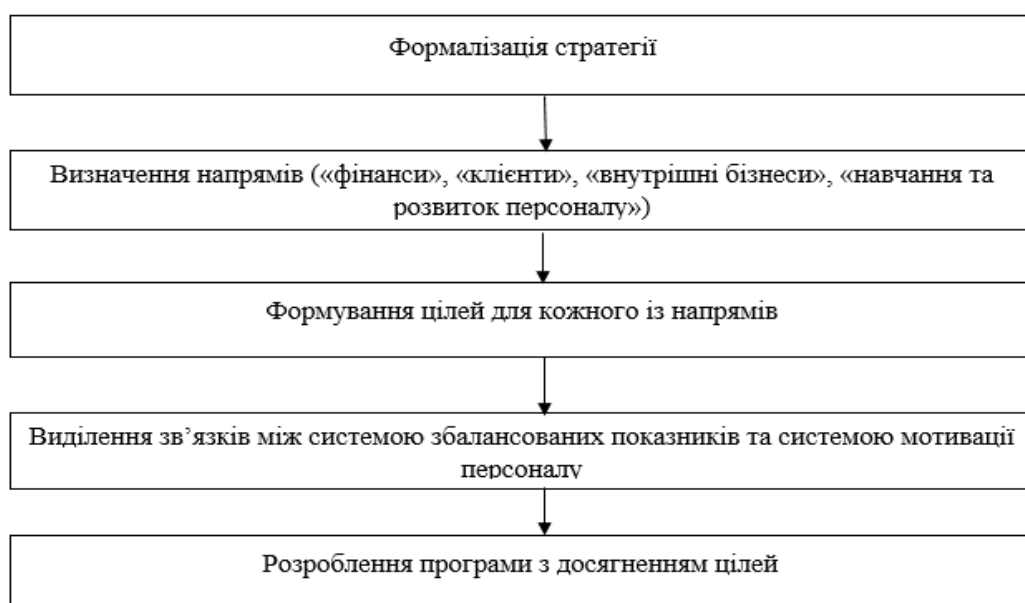 Формалізація стратегії
Визначення напрямів («фінанси», «клієнти», «внутрішні бізнеси», «навчання та
розвиток персоналу»)
Формування цілей для кожного із напрямів
Виділення зв’язків між системою збалансованих показників та системою мотивації
персоналу
Розроблення програми з досягненням цілей